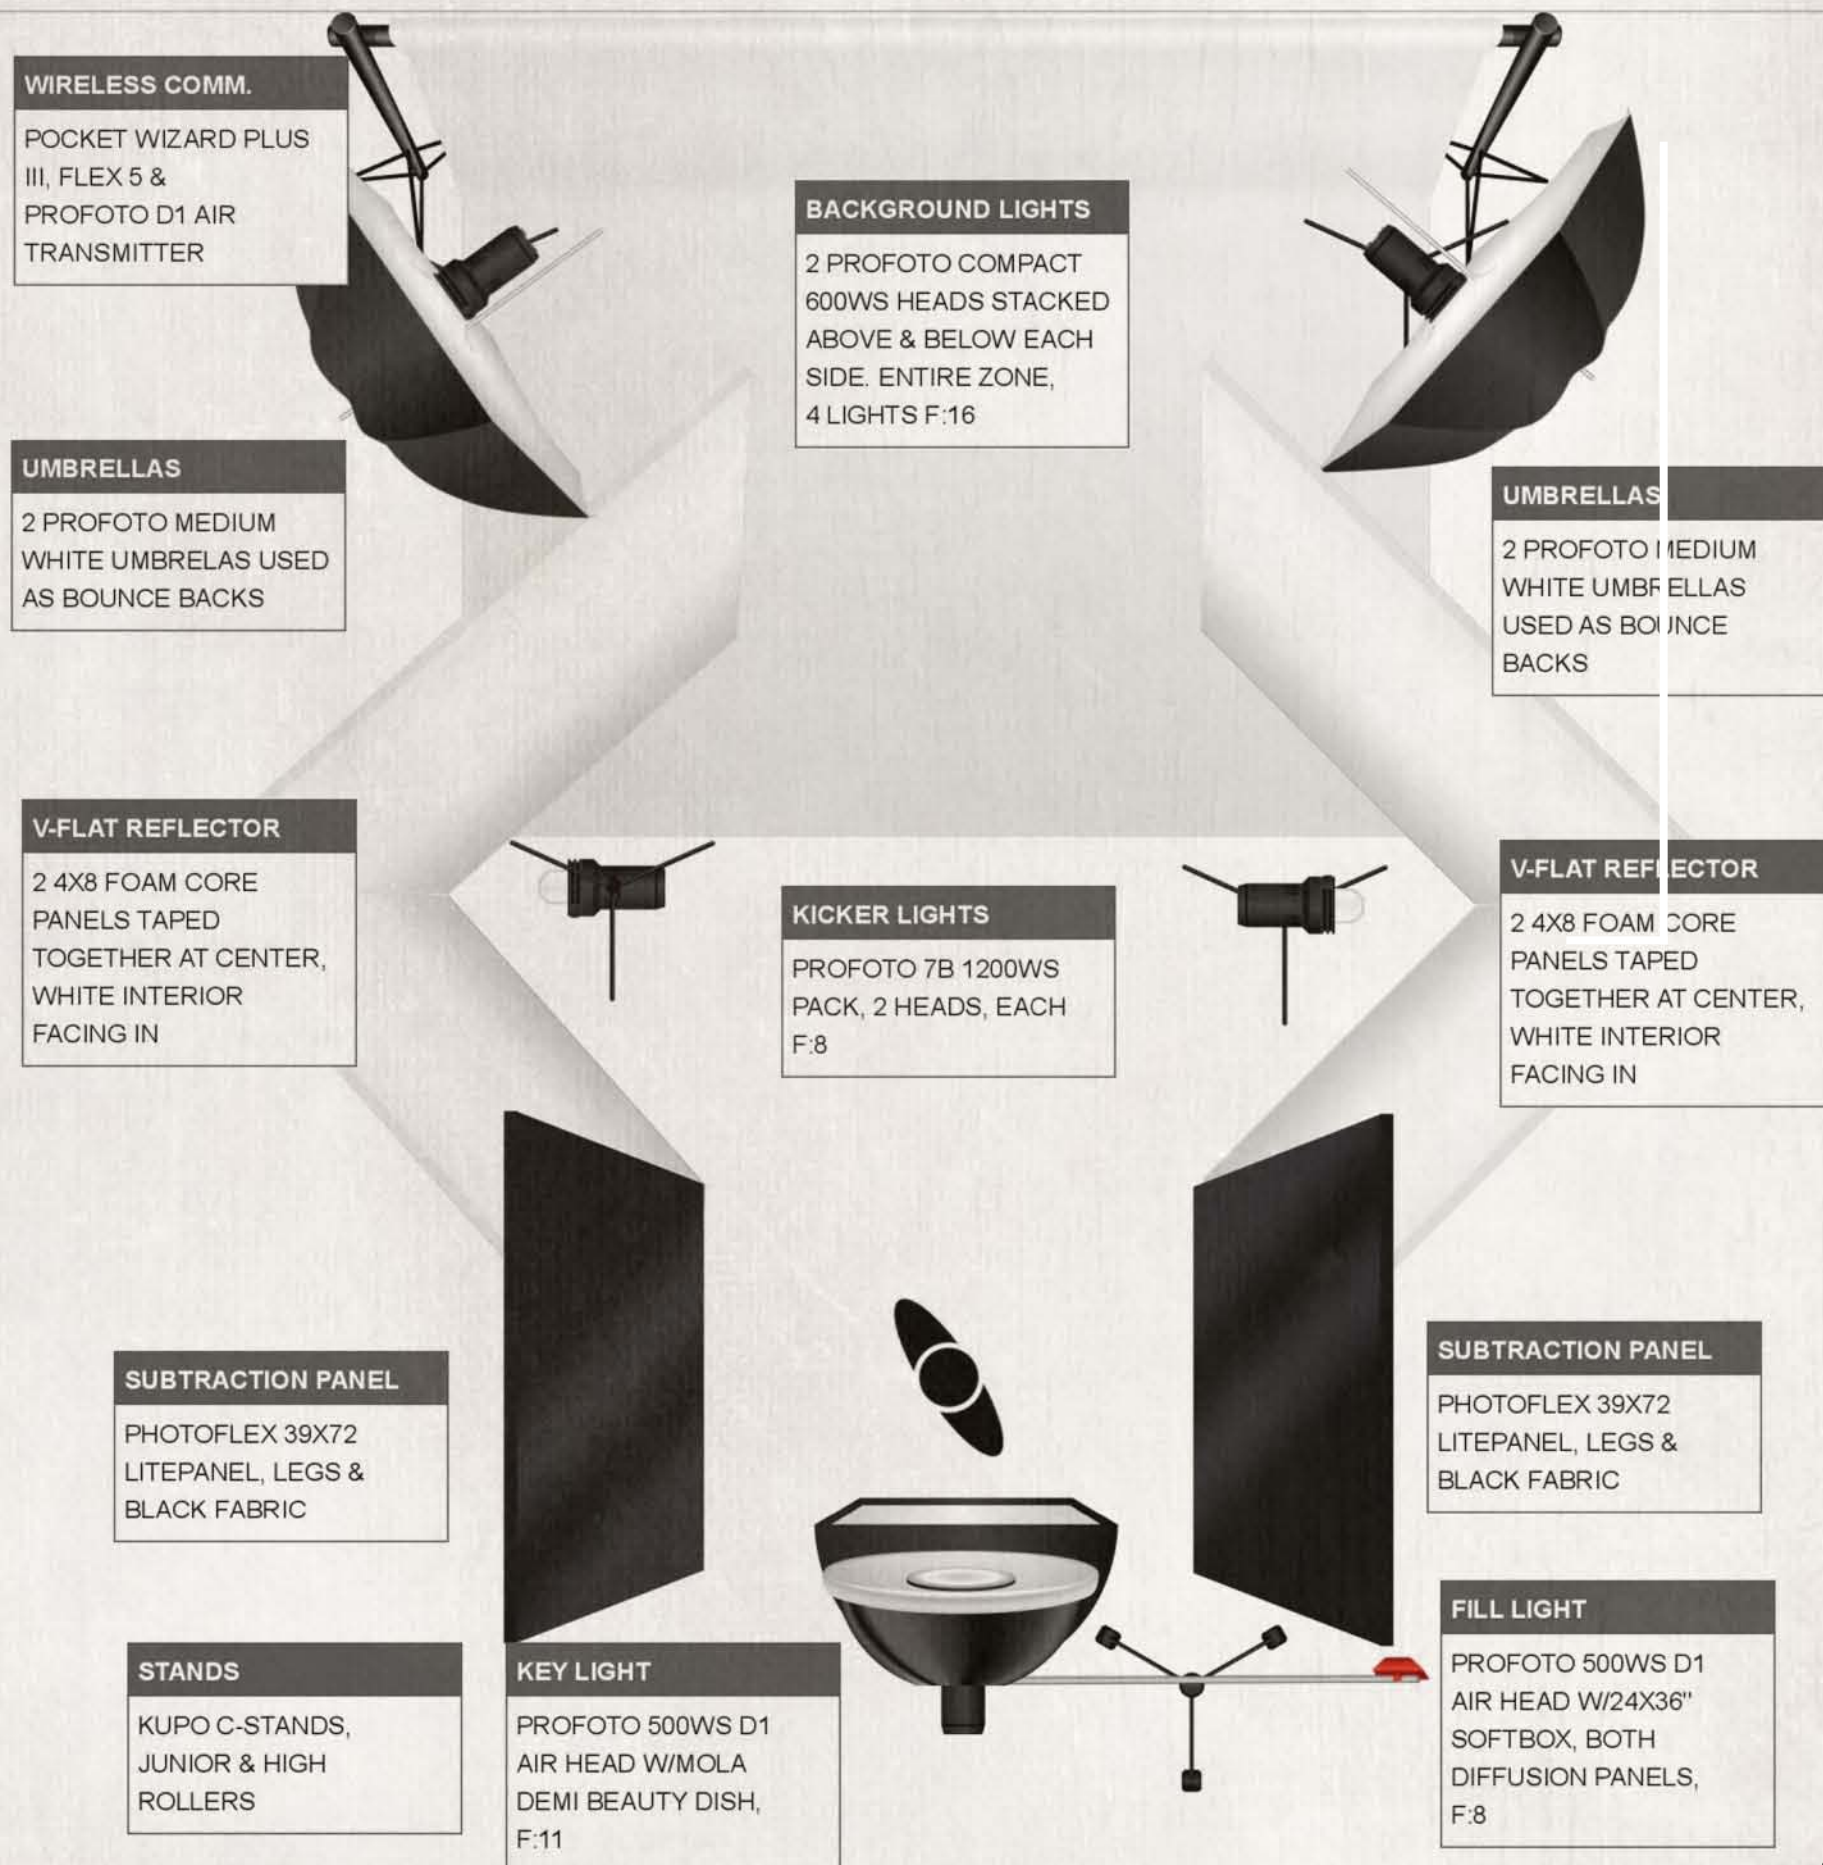 WIRELESS COMM.
POCKET WIZARD PLUS
III, FLEX 5 &
PROFOTO D1 AIR
TRANSMITTER
BACKGROUND LIGHTS
2 PROFOTO COMPACT
600WS HEADS STACKED
ABOVE & BELOW EACH
SIDE. ENTIRE ZONE,
4 LIGHTS F:16
UMBRELLAS
2 PROFOTO MEDIUM
WHITE UMBRELAS USED
AS BOUNCE BACKS
UMBRELLAS
2 PROFOTO MEDIUM
WHITE UMBRELLAS
USED AS BOUNCE
BACKS
V-FLAT REFLECTOR
2 4X8 FOAM CORE
PANELS TAPED
TOGETHER AT CENTER,
WHITE INTERIOR
FACING IN
KICKER LIGHTS
PROFOTO 7B 1200WS
PACK, 2 HEADS, EACH
F:8
V-FLAT REFLECTOR
2 4X8 FOAM CORE
PANELS TAPED
TOGETHER AT CENTER,
WHITE INTERIOR
FACING IN
SUBTRACTION PANEL
PHOTOFLEX 39X72
LITEPANEL, LEGS &
BLACK FABRIC
SUBTRACTION PANEL
PHOTOFLEX 39X72
LITEPANEL, LEGS &
BLACK FABRIC
STANDS
KUPO C-STANDS,
JUNIOR & HIGH
ROLLERS
KEY LIGHT
PROFOTO 500WS D1
AIR HEAD W/MOLA
DEMI BEAUTY DISH,
F:11
FILL LIGHT
PROFOTO 500WS D1
AIR HEAD W/24X36"
SOFTBOX, BOTH
DIFFUSION PANELS,
F:8